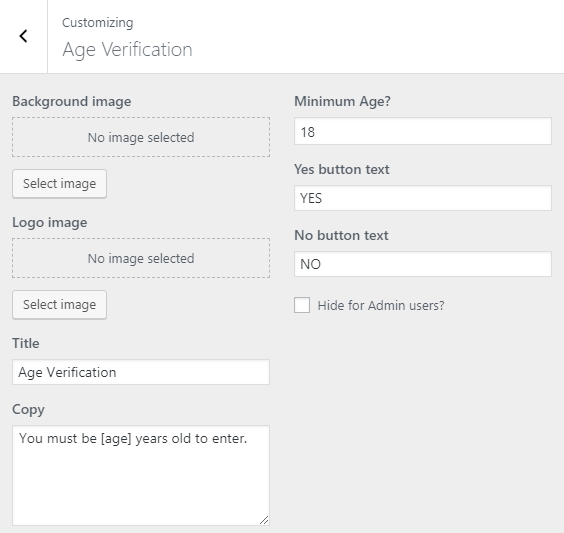 Customizing
Age Verification
Background image
No image selected
Select image
Logo image
No image selected
Select image
Title
Age Verification
Copy
You must be [age] years old to enter.
Minimum Age?
18
Yes button text
YES
No button text
NO
Hide for Admin users?